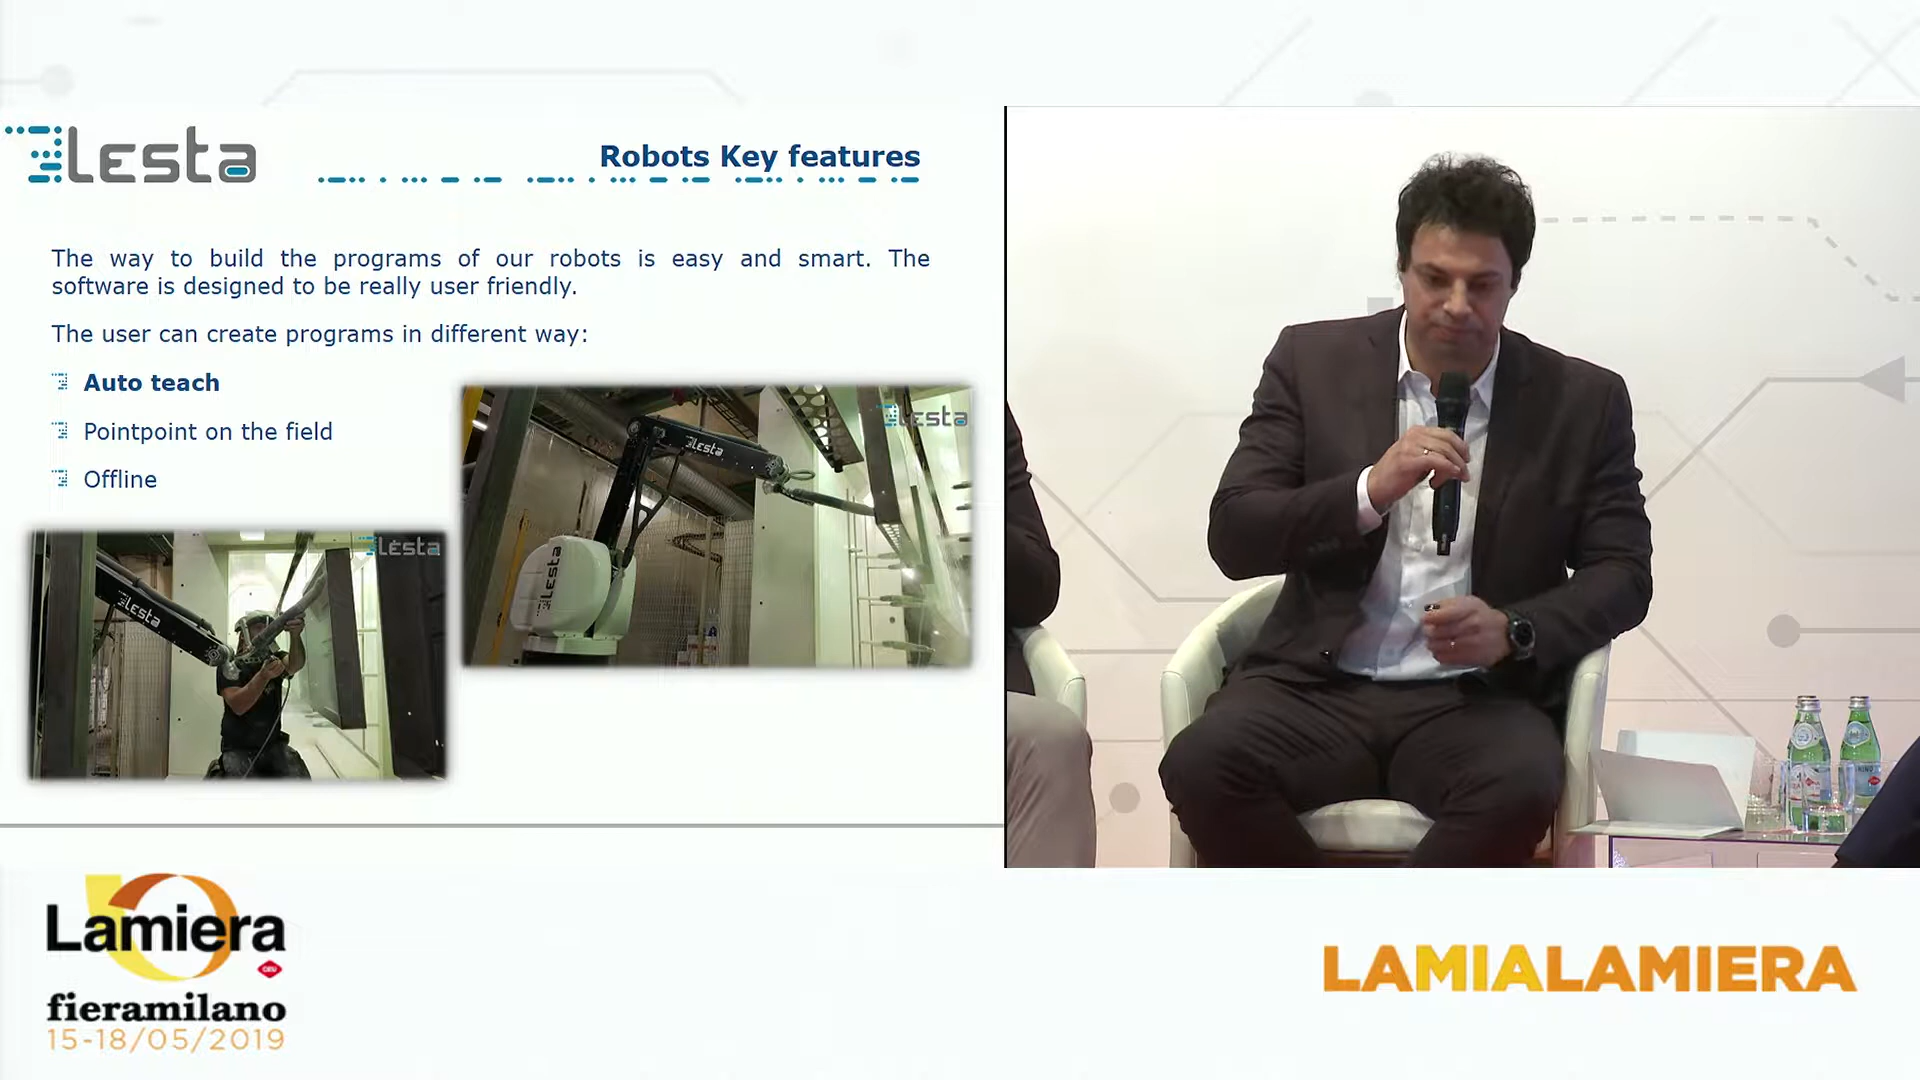 Lesta
Robots Key features
The way to build the programs of our robots is easy and smart. The
software is designed to be really user friendly.
The user can create programs in different way:
Auto teach
Pointpoint on the field
Offline
Lesta
Lesta
Lesta
Lesta
Lesta
Lamiera
CEU
fieramilano
15-18/05/2019
LAMIALAMIERA